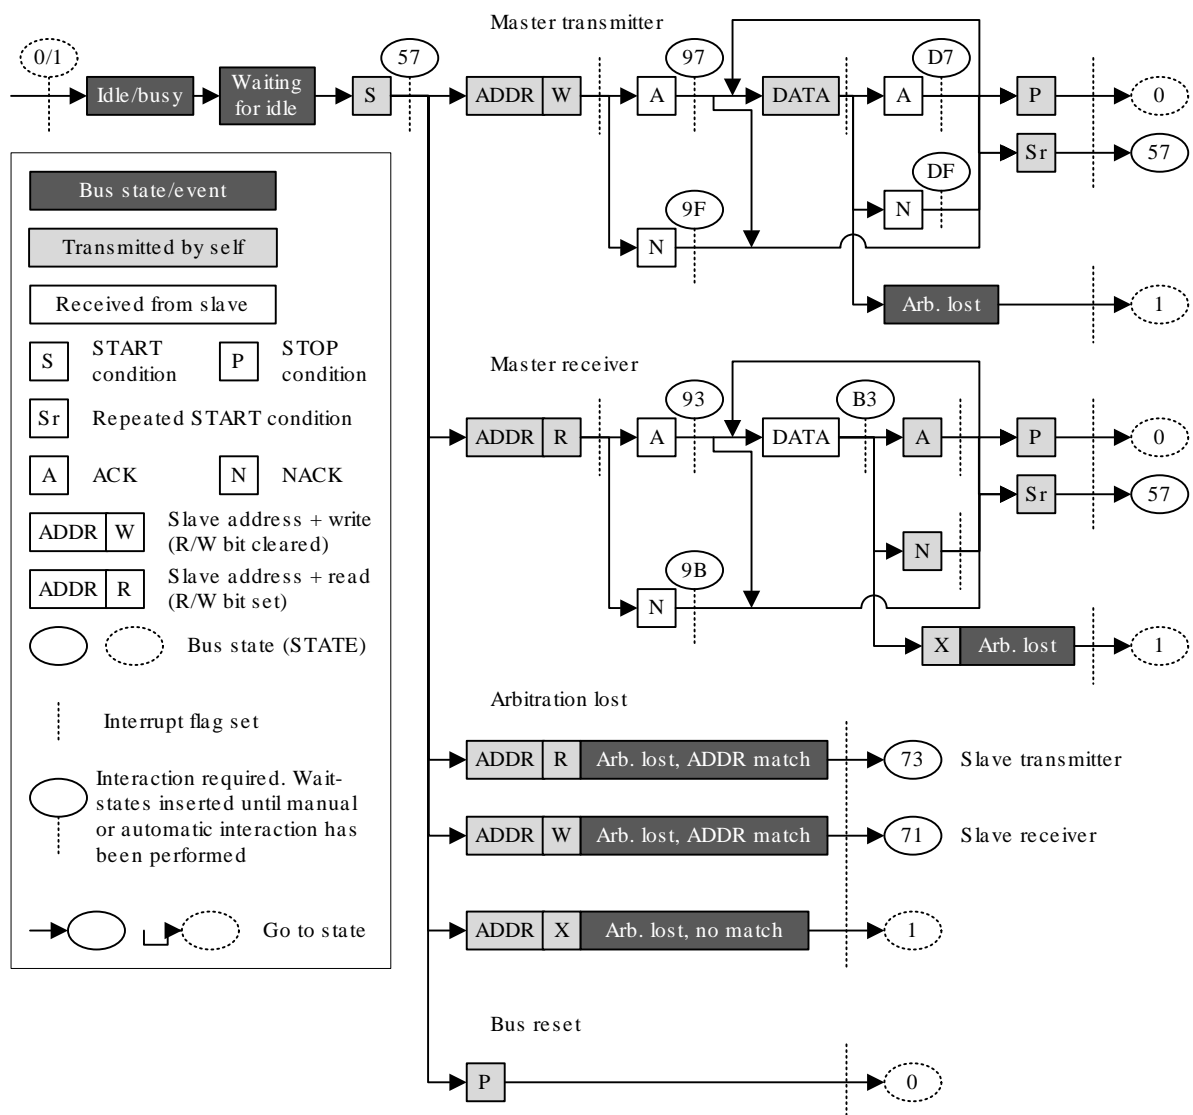 Master transmitter
0/1
57
97
D7
Idle/busy
Waiting
for idle
S
ADDR W
A
DATA
A
P
0
Sr
57
DF
N
9F
N
Arb. lost
1
Bus state/event
Transmitted by self
Received from slave
S
START
condition
P
STOP
condition
Sr
Repeated START condition
A
ACK
N
NACK
ADDR W
Slave address + write
(R/W bit cleared)
ADDR R
Slave address + read
(R/W bit set)
Bus state (STATE)
Interrupt flag set
Interaction required. Wait-
states inserted until manual
or automatic interaction has
been performed
Go to state
Master receiver
93
B3
ADDR R
A
DATA
A
P
0
Sr
57
N
9B
N
X Arb. lost
1
Arbitration lost
ADDR R Arb. lost, ADDR match
73
Slave transmitter
ADDR W Arb. lost, ADDR match
71
Slave receiver
ADDR X Arb. lost, no match
1
Bus reset
P
0